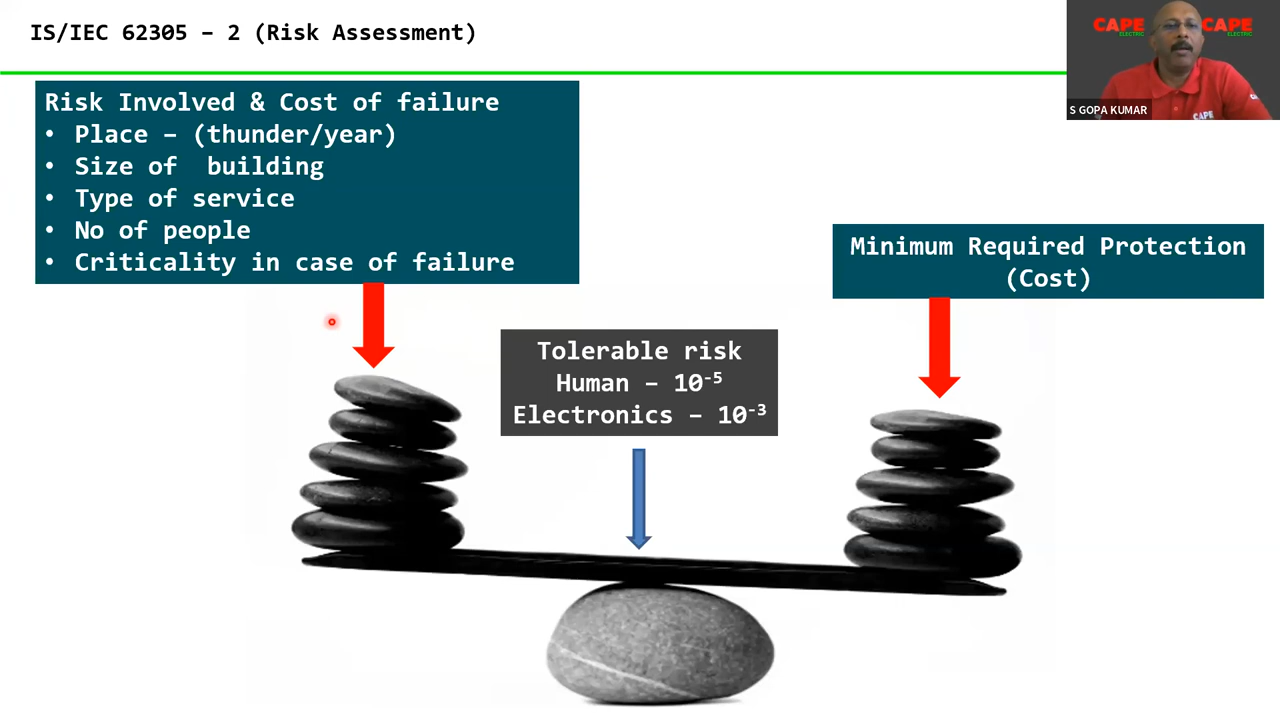 IS/IEC 62305 – 2 (Risk Assessment)
CAPE
ELECTRIC
CAPE
ELECTRIC
CAPE
S GOPA KUMAR
Risk Involved & Cost of failure
• Place – (thunder/year)
• Size of building
• Type of service
• No of people
• Criticality in case of failure
Minimum Required Protection
(Cost)
Tolerable risk
Human – 10⁻⁵
Electronics – 10⁻³